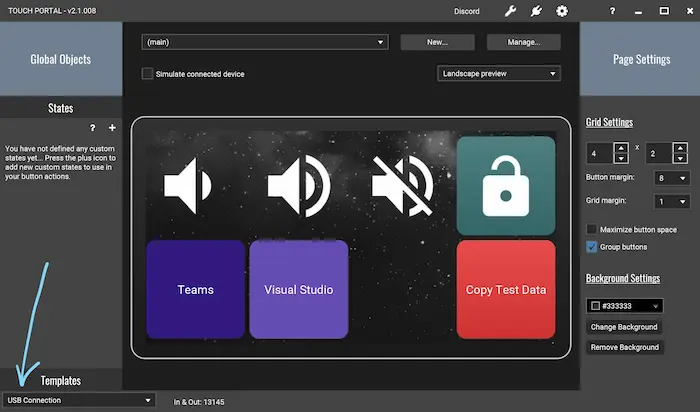 TOUCH PORTAL - v2.1.008
Discord
?
Global Objects
(main)
New...
Manage...
Page Settings
Simulate connected device
Landscape preview
States
? +
You have not defined any custom
states yet... Press the plus icon to
add new custom states to use in
your button actions.
Grid Settings
4 x 2
Button margin: 8
Grid margin: 1
Maximize button space
Group buttons
Background Settings
#333333
Change Background
Remove Background
Teams
Visual Studio
Copy Test Data
Templates
USB Connection
In & Out: 13145